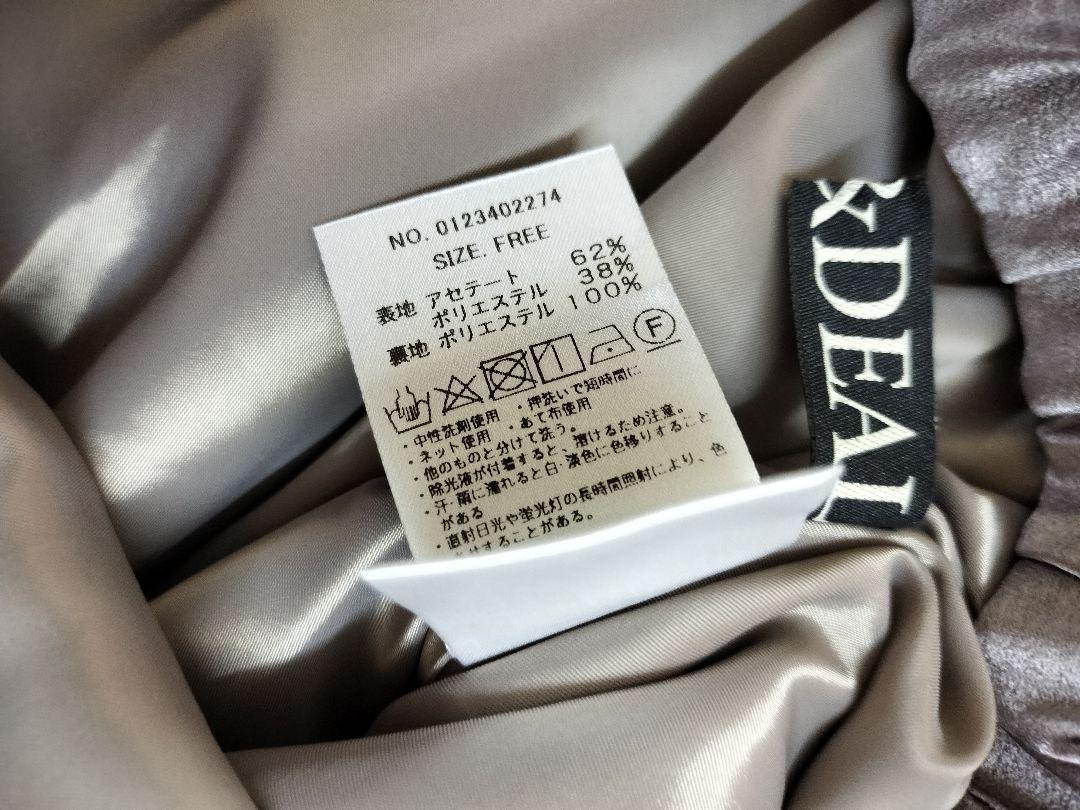 NO. 0123402274
SIZE. FREE
表地 アセテート 62%
ポリエステル 38%
裏地 ポリエステル 100%
F
・中性洗剤使用 ・押洗いで短時間に
・ネット使用 ・あて布使用
・他のものと分けて洗う。
・除光液が付着すると、溶けるため注意。
・汗・雨に濡れると白・淡色に色移りすること
がある
・直射日光や蛍光灯の長時間照射により、色
することがある。
&DEAL